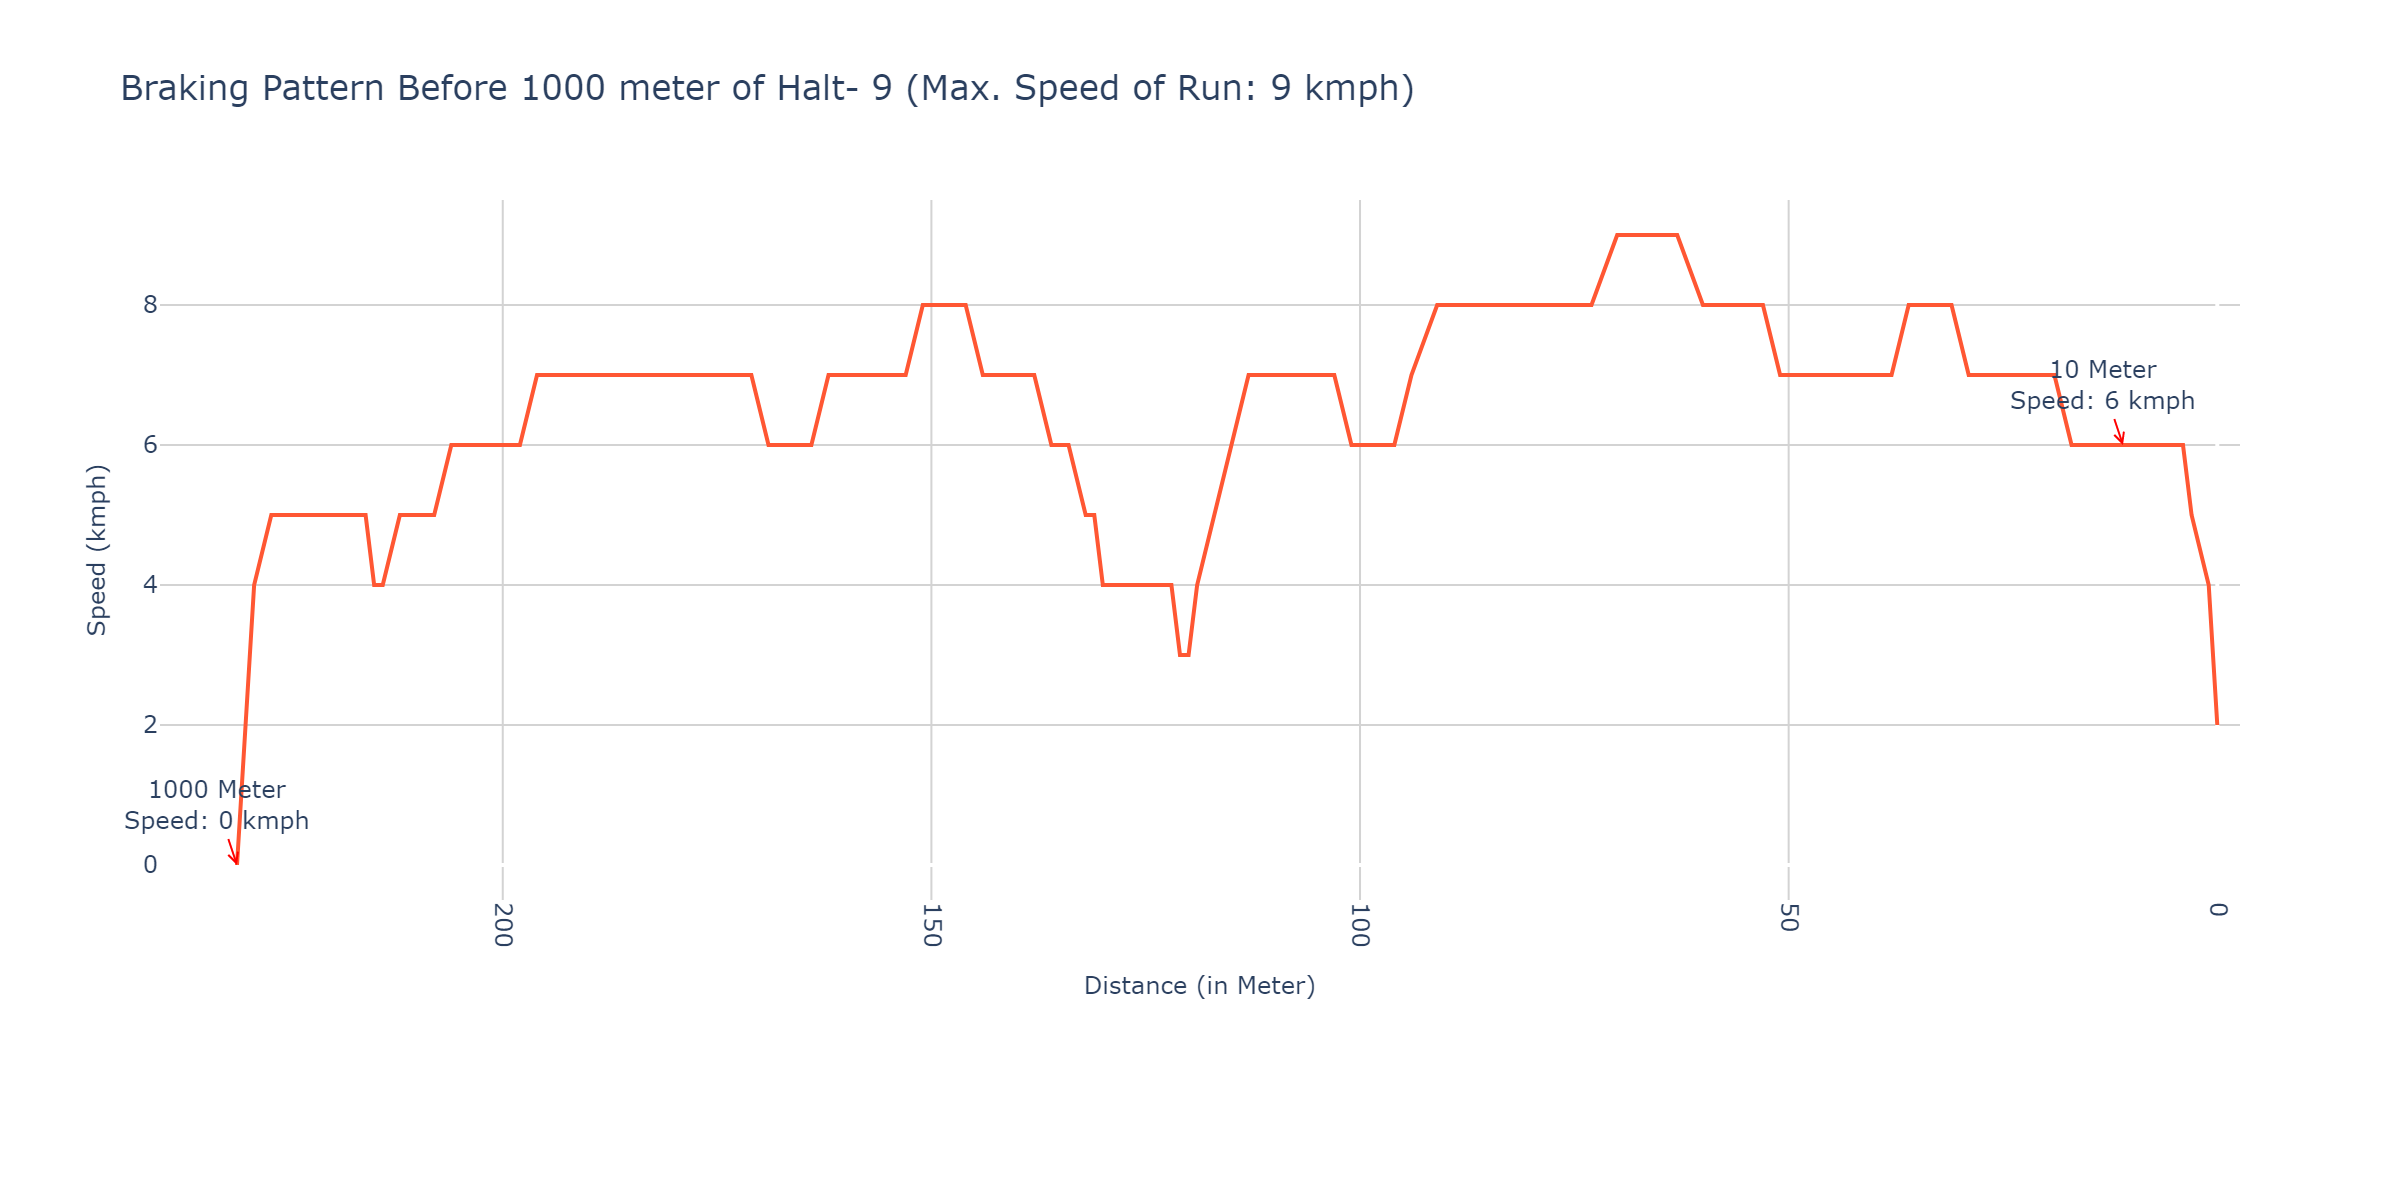 Braking Pattern Before 1000 meter of Halt- 9 (Max. Speed of Run: 9 kmph)
8
6
4
2
0
Speed (kmph)
10 Meter
Speed: 6 kmph
1000 Meter
Speed: 0 kmph
200
150
100
50
0
Distance (in Meter)